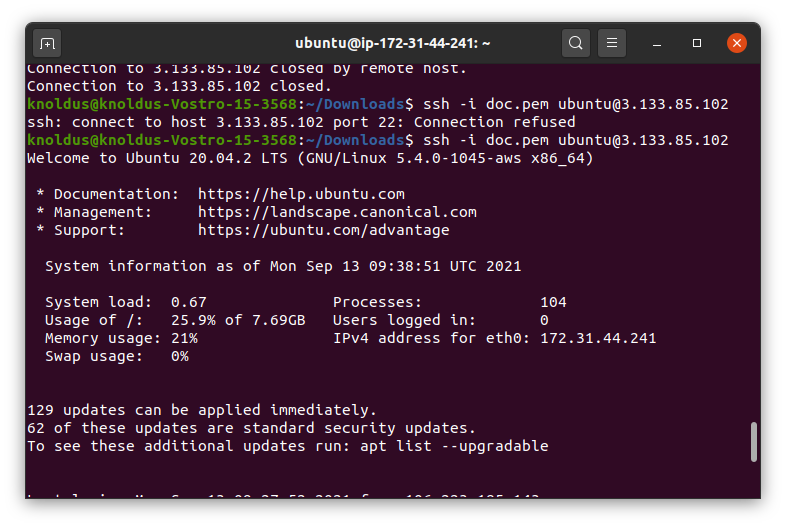 ubuntu@ip-172-31-44-241: ~
Connection to 3.133.85.102 closed by remote host.
Connection to 3.133.85.102 closed.
knoldus@knoldus-Vostro-15-3568:~/Downloads$ ssh -i doc.pem ubuntu@3.133.85.102
ssh: connect to host 3.133.85.102 port 22: Connection refused
knoldus@knoldus-Vostro-15-3568:~/Downloads$ ssh -i doc.pem ubuntu@3.133.85.102
Welcome to Ubuntu 20.04.2 LTS (GNU/Linux 5.4.0-1045-aws x86_64)
* Documentation:  https://help.ubuntu.com
* Management:     https://landscape.canonical.com
* Support:        https://ubuntu.com/advantage
System information as of Mon Sep 13 09:38:51 UTC 2021
System load:  0.67              Processes:             104
Usage of /:   25.9% of 7.69GB   Users logged in:       0
Memory usage: 21%               IPv4 address for eth0: 172.31.44.241
Swap usage:   0%
129 updates can be applied immediately.
62 of these updates are standard security updates.
To see these additional updates run: apt list --upgradable